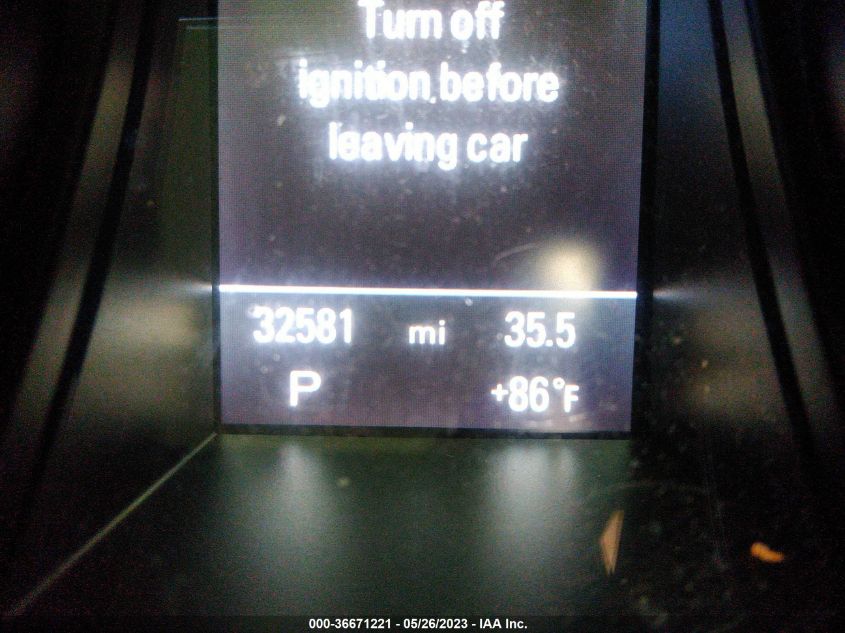 Turn off
ignition before
leaving car
32581 mi 35.5
P +86°F
000-36671221 - 05/26/2023 - IAA Inc.